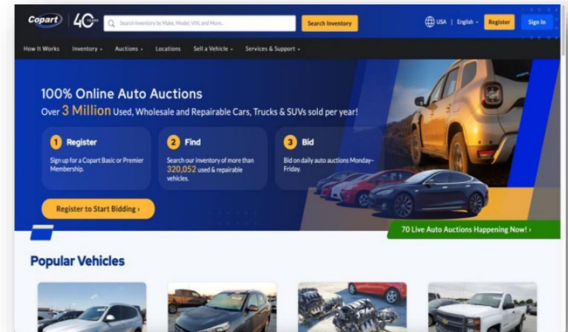 Copart
40
Search Inventory by Make, Model, VIN, and More...
Search Inventory
USA | English
Register
Sign In
How It Works
Inventory
Auctions
Locations
Sell a Vehicle
Services & Support
100% Online Auto Auctions
Over 3 Million Used, Wholesale and Repairable Cars, Trucks & SUVs sold per year!
1 Register
Sign up for a Copart Basic or Premier
Membership.
2 Find
Search our inventory of more than
320,052 used & repairable
vehicles.
3 Bid
Bid on daily auto auctions Monday-
Friday.
Register to Start Bidding ›
70 Live Auto Auctions Happening Now! ›
Popular Vehicles